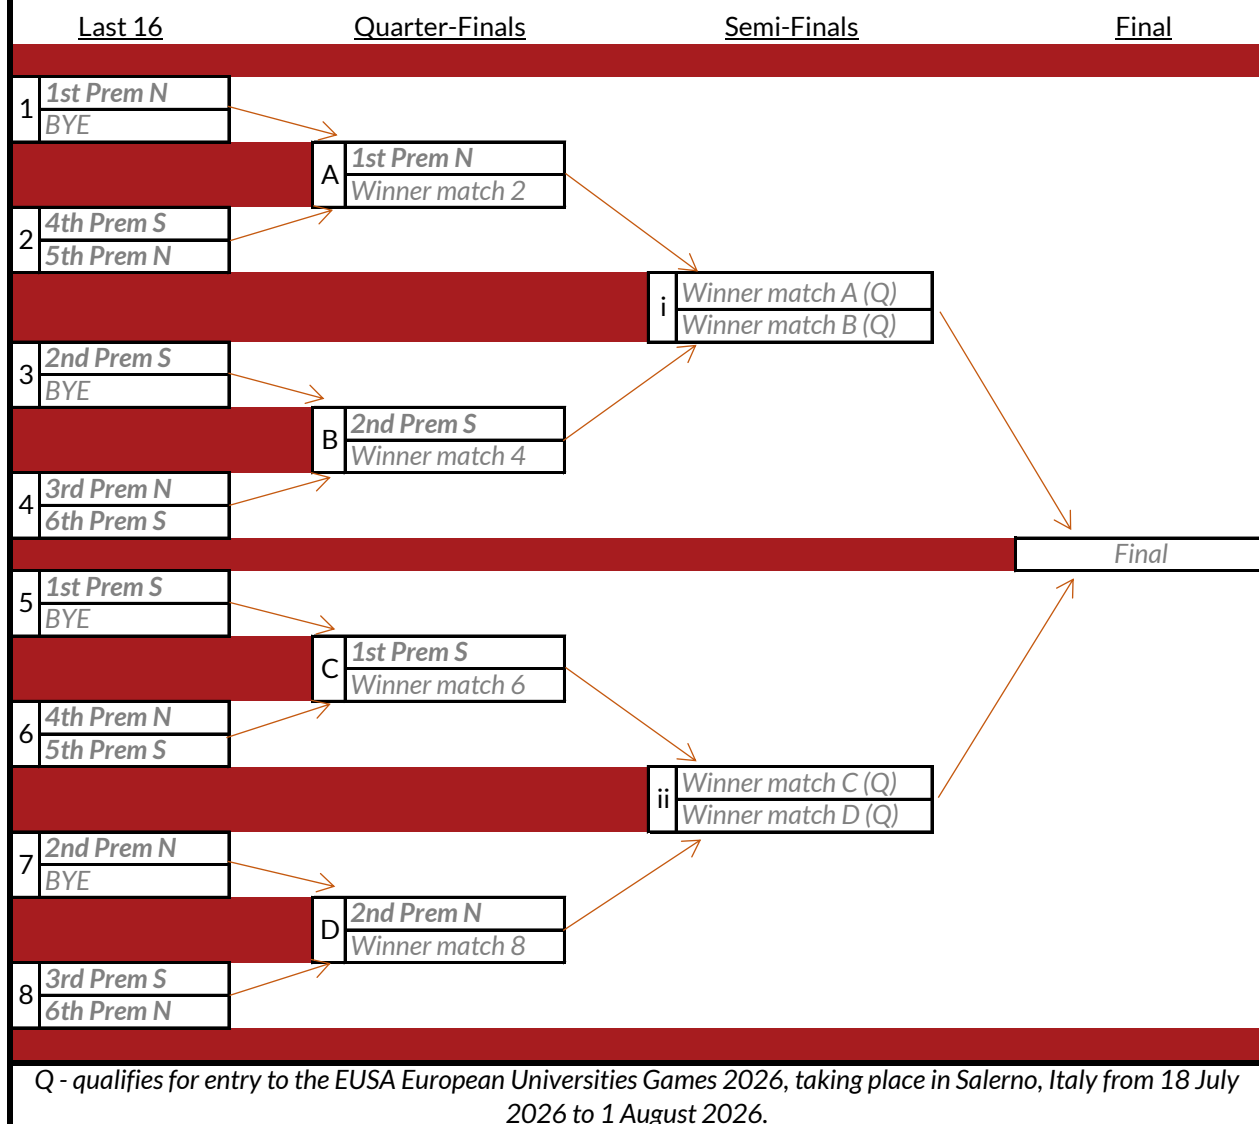 Last 16
Quarter-Finals
Semi-Finals
Final
1
1st Prem N
BYE
A
1st Prem N
Winner match 2
2
4th Prem S
5th Prem N
i
Winner match A (Q)
Winner match B (Q)
3
2nd Prem S
BYE
B
2nd Prem S
Winner match 4
4
3rd Prem N
6th Prem S
Final
5
1st Prem S
BYE
C
1st Prem S
Winner match 6
6
4th Prem N
5th Prem S
ii
Winner match C (Q)
Winner match D (Q)
7
2nd Prem N
BYE
D
2nd Prem N
Winner match 8
8
3rd Prem S
6th Prem N
Q - qualifies for entry to the EUSA European Universities Games 2026, taking place in Salerno, Italy from 18 July
2026 to 1 August 2026.